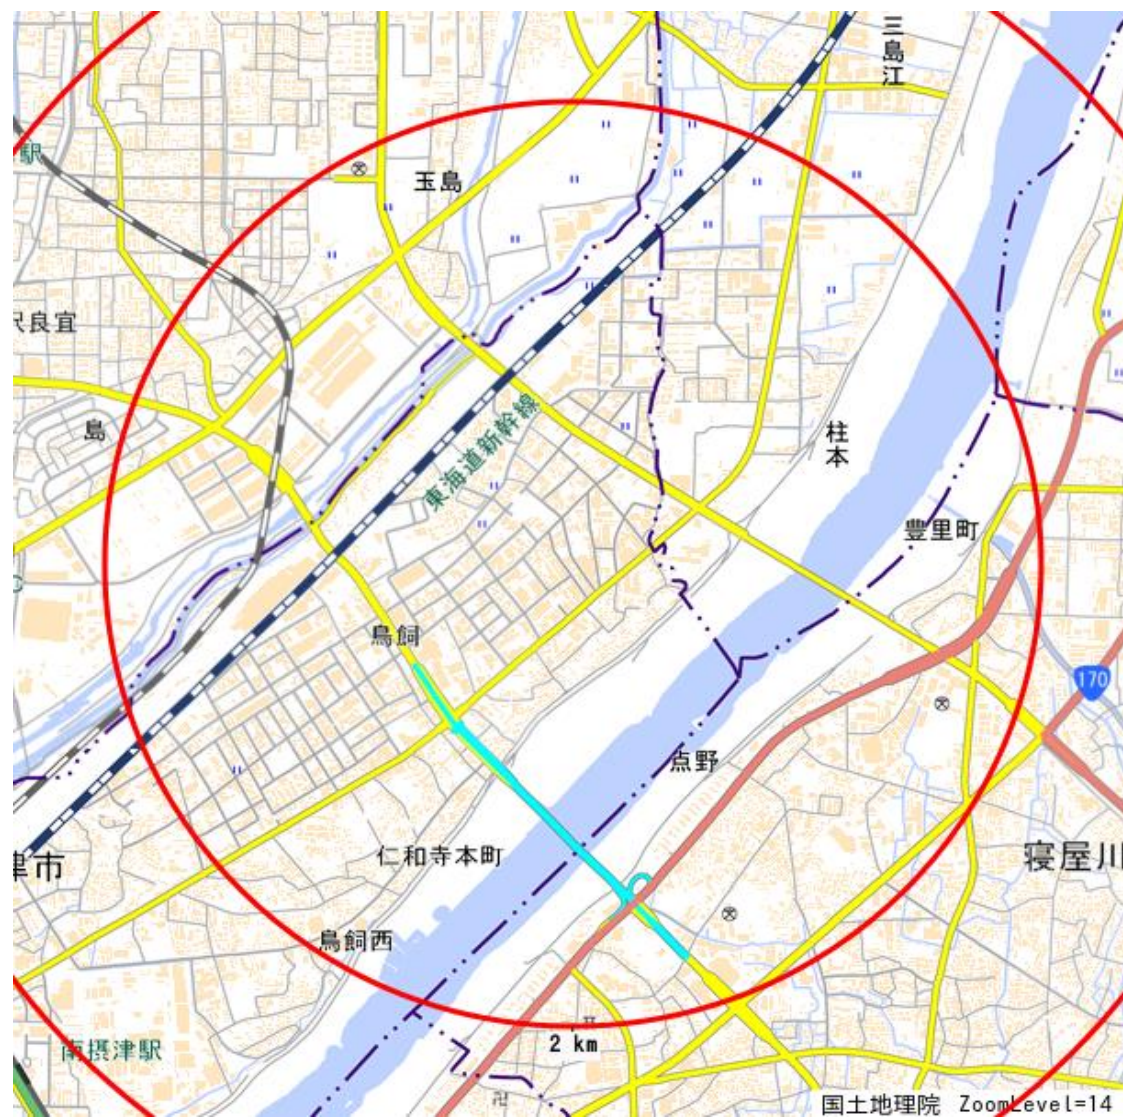 三島江
駅
玉島
沢良宜
島
東海道新幹線
柱本
豊里町
鳥飼
170
点野
津市
仁和寺本町
寝屋川
鳥飼西
2 km
南摂津駅
国土地理院 ZoomLevel=14